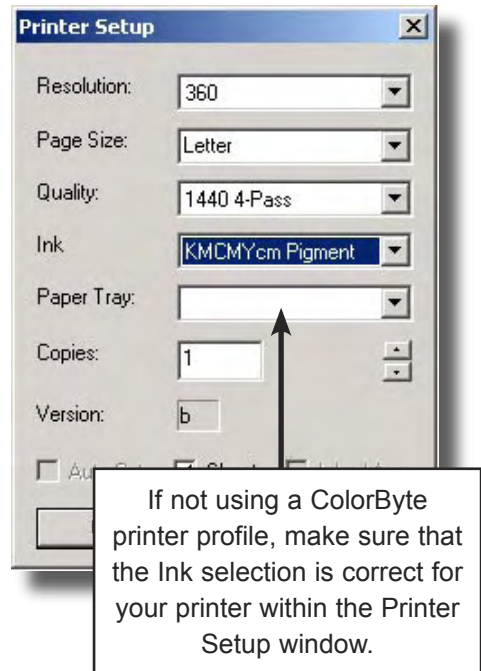 Printer Setup
Resolution: 360
Page Size: Letter
Quality: 1440 4-Pass
Ink KMCMYcm Pigment
Paper Tray:
Copies: 1
Version: b
If not using a ColorByte
printer profile, make sure that
the Ink selection is correct for
your printer within the Printer
Setup window.